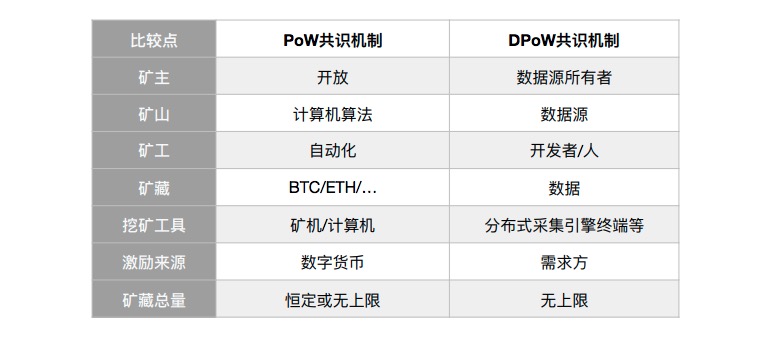 比较点 PoW共识机制 DPoW共识机制
矿主 开放 数据源所有者
矿山 计算机算法 数据源
矿工 自动化 开发者/人
矿藏 BTC/ETH/... 数据
挖矿工具 矿机/计算机 分布式采集引擎终端等
激励来源 数字货币 需求方
矿藏总量 恒定或无上限 无上限